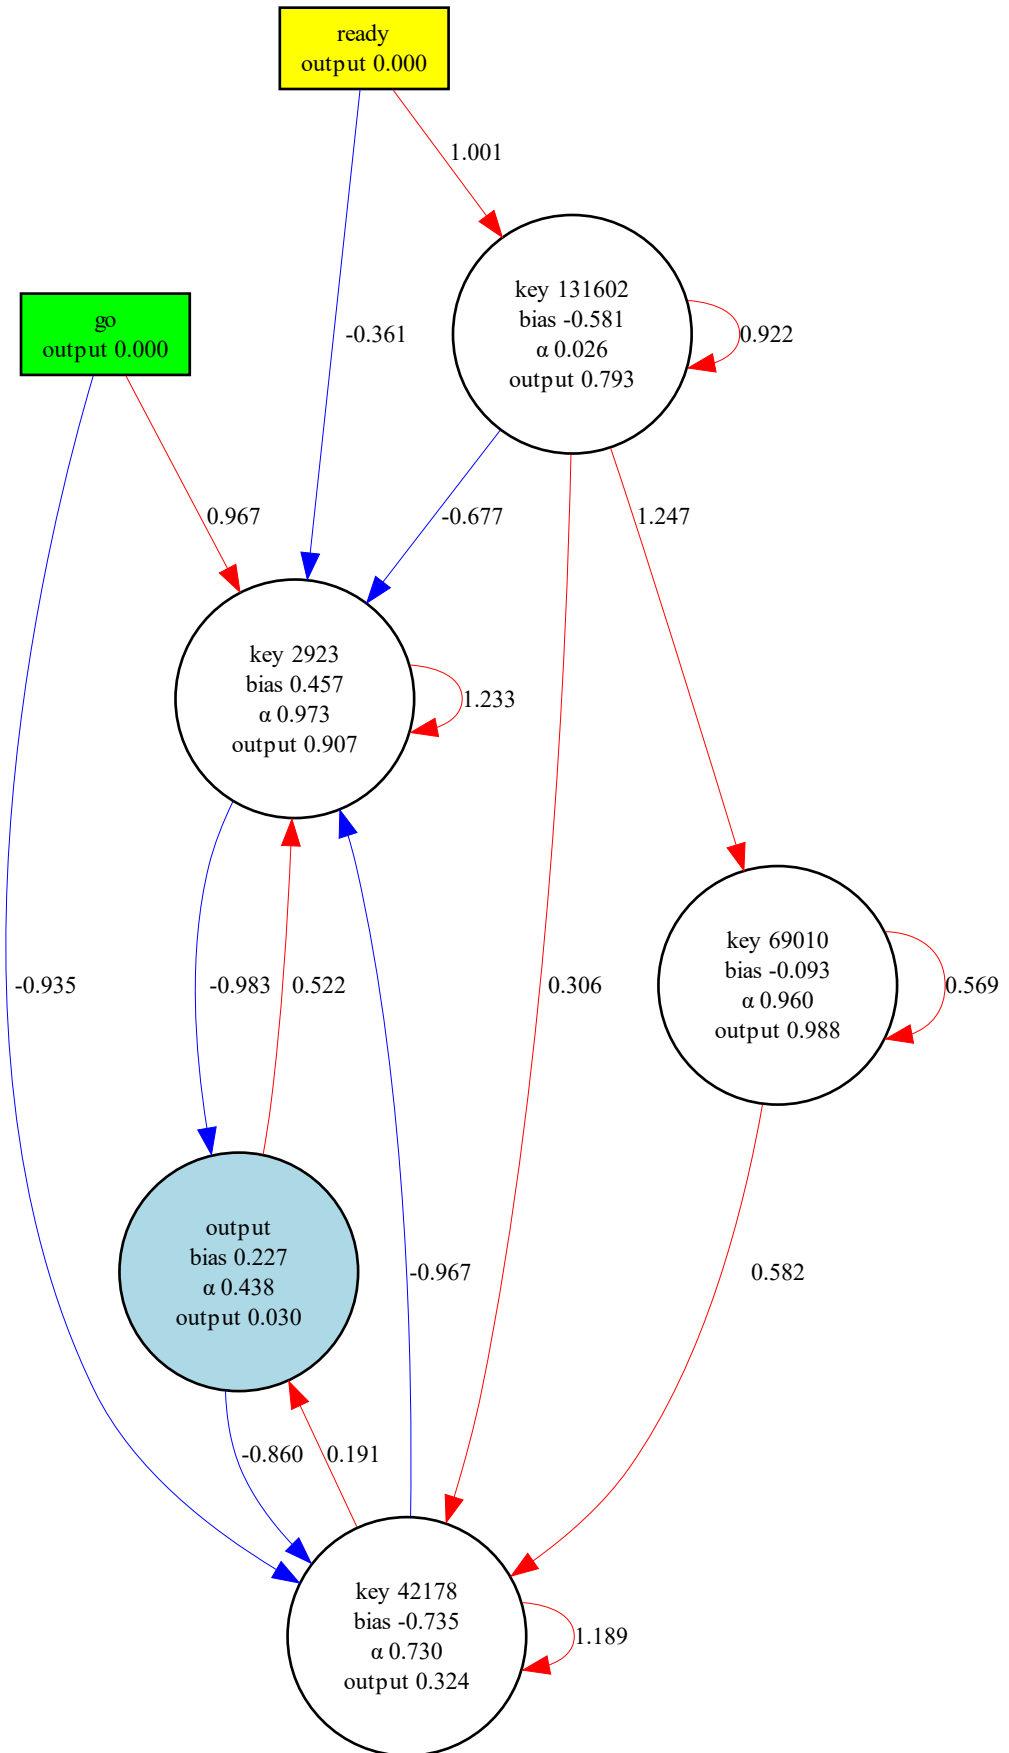 ready
output 0.000
1.001
key 131602
bias -0.581
α 0.026
output 0.793
0.922
go
output 0.000
-0.361
0.967
-0.677
1.247
key 2923
bias 0.457
α 0.973
output 0.907
1.233
key 69010
bias -0.093
α 0.960
output 0.988
-0.935
-0.983
0.522
0.306
0.569
output
bias 0.227
α 0.438
output 0.030
-0.967
0.582
-0.860
0.191
key 42178
bias -0.735
α 0.730
output 0.324
1.189